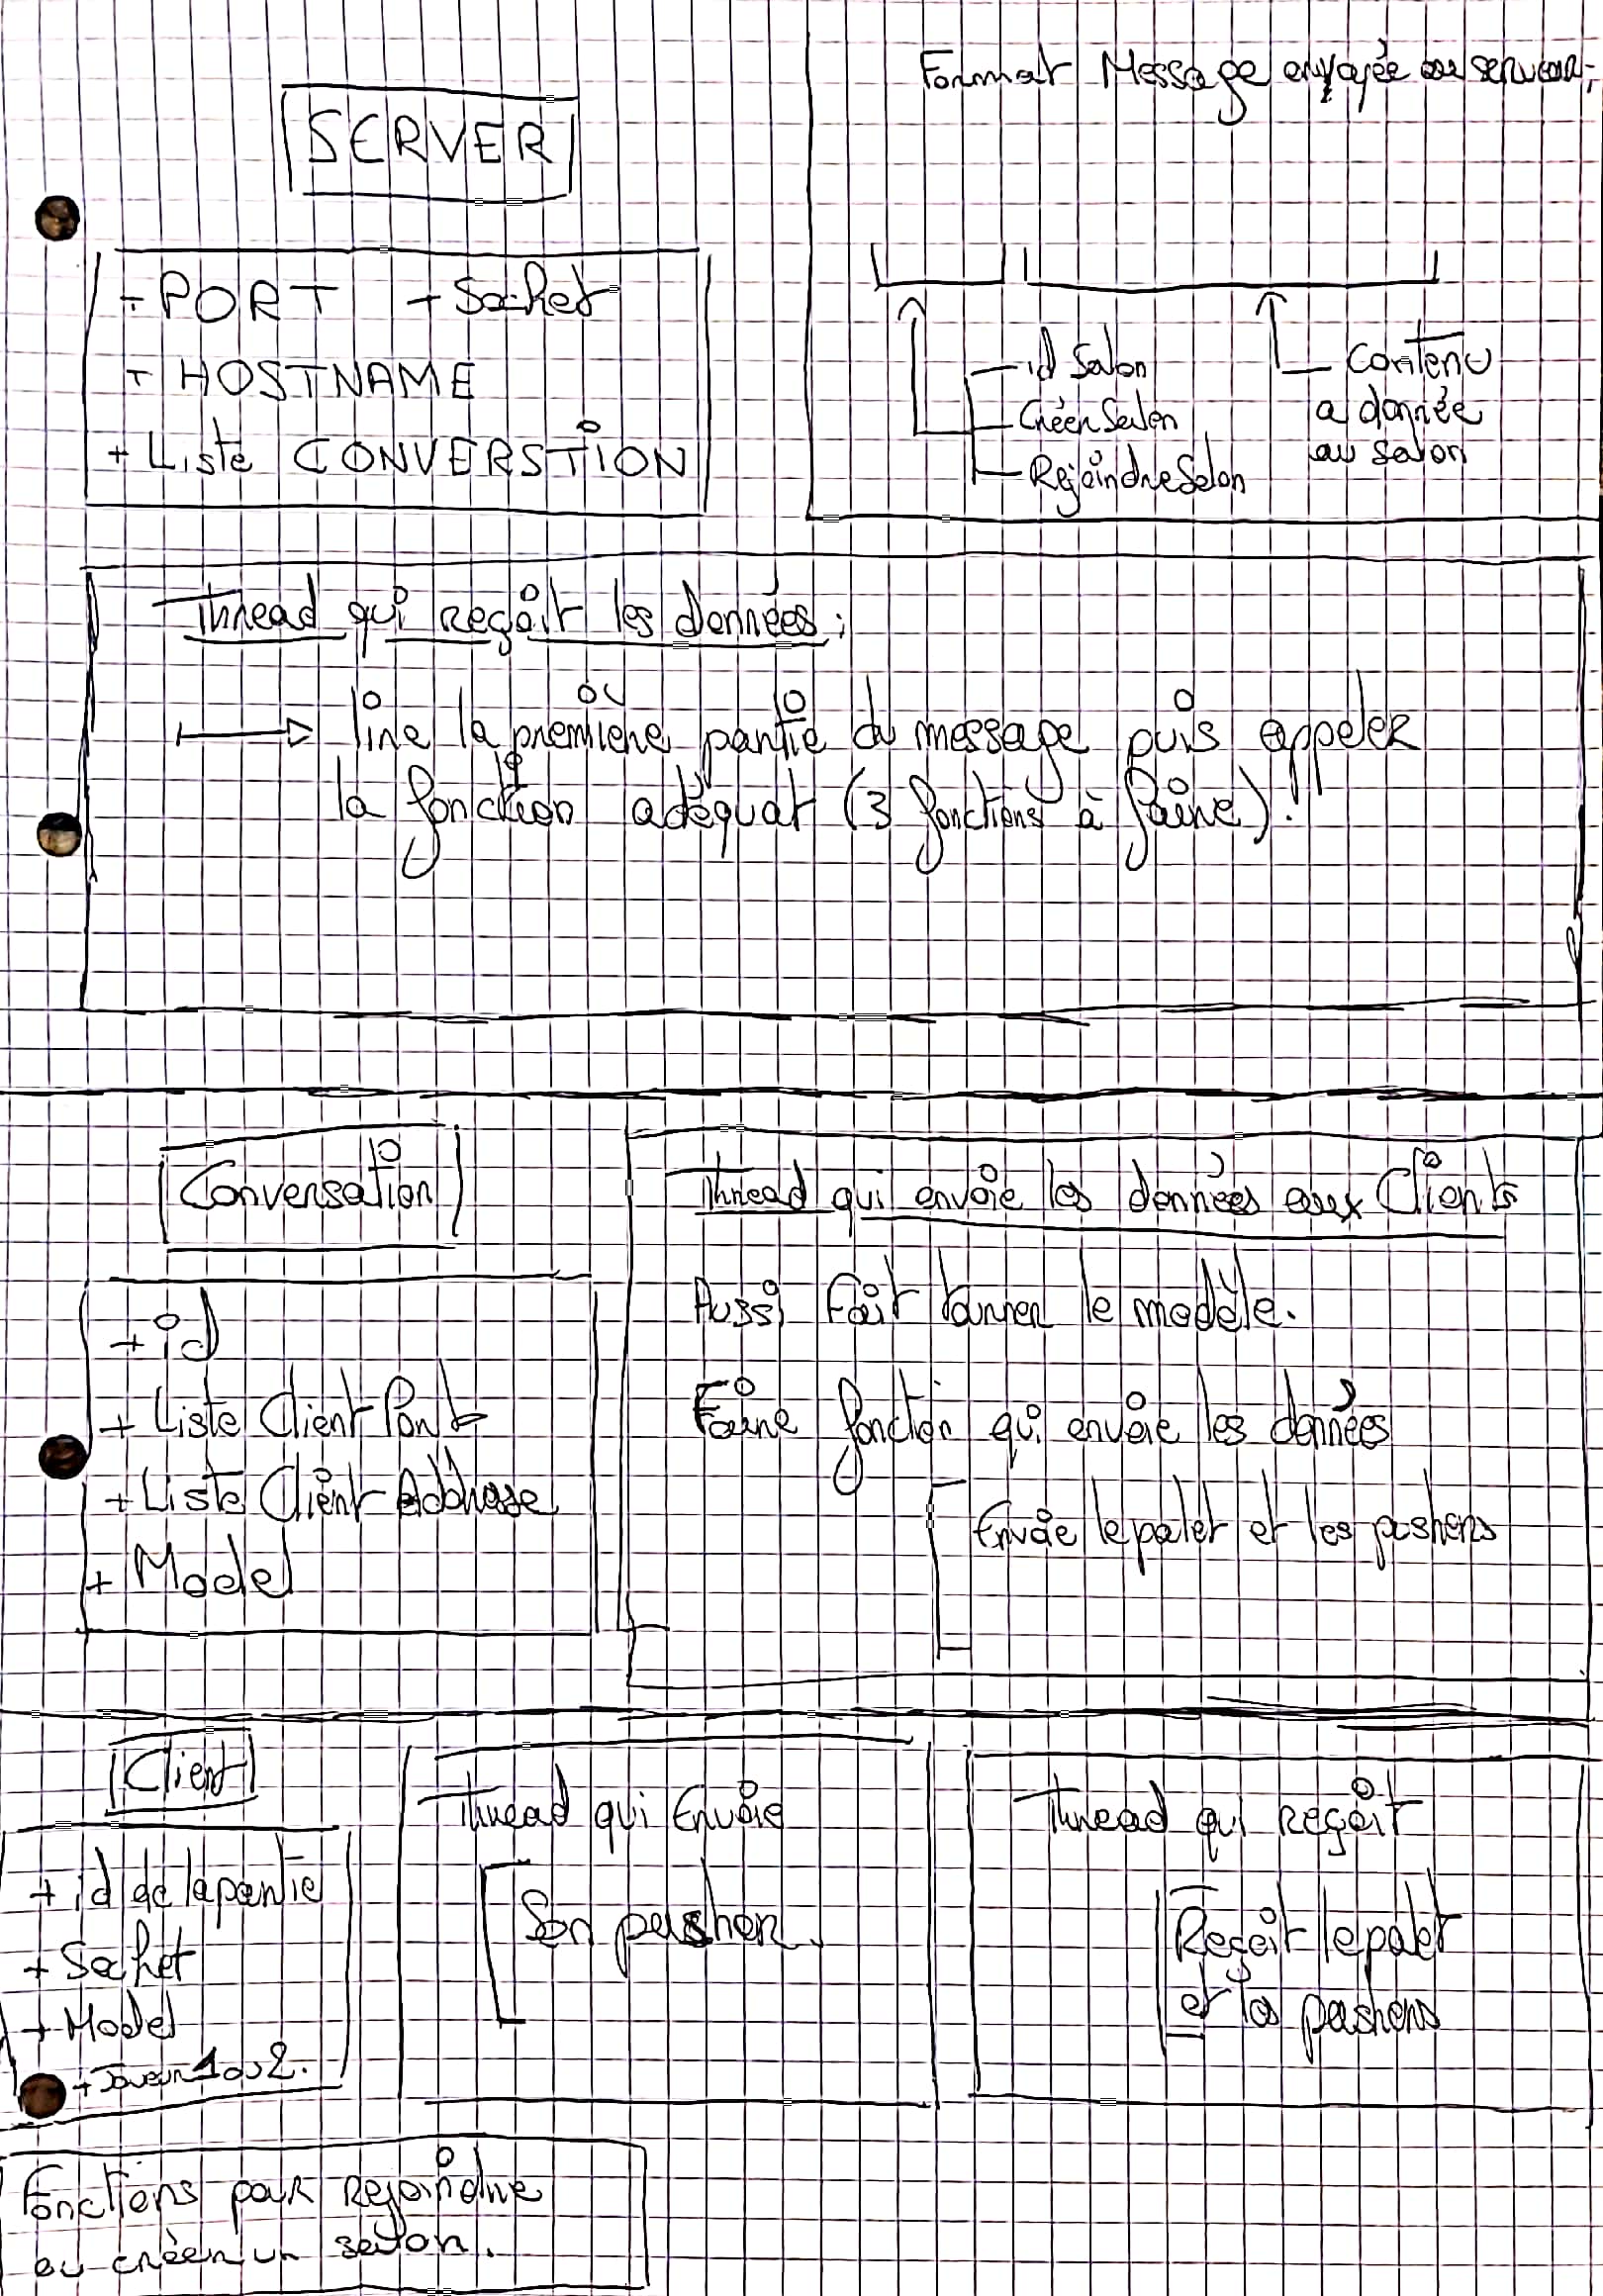 SERVER
+ PORT + Socket
+ HOSTNAME
+ Liste CONVERSTION
Format Message envoyée au serveur;
id Salon
Créer Salon
Rejoindre Salon
Contenu
a donnée
au salon
Thread qui reçoit les données;
lire la première partie du message puis appeler
la fonction adéquat (3 fonctions à faire).
Conversation
+ id
+ Liste Client Port
+ Liste Client Address
+ Model
Thread qui envoie les données aux Clients
Aussi Fait tourner le modèle.
Faire fonction qui envoie les données
Envoie le palet et les pushers
Client
+ id de la partie
+ Socket
+ Model
+ Joueur 1 ou 2.
Thread qui Envoie
Son pusher.
Thread qui Reçoit
Reçoit le palet
et les pushers
Fonctions pour Rejoindre
ou créer un salon.